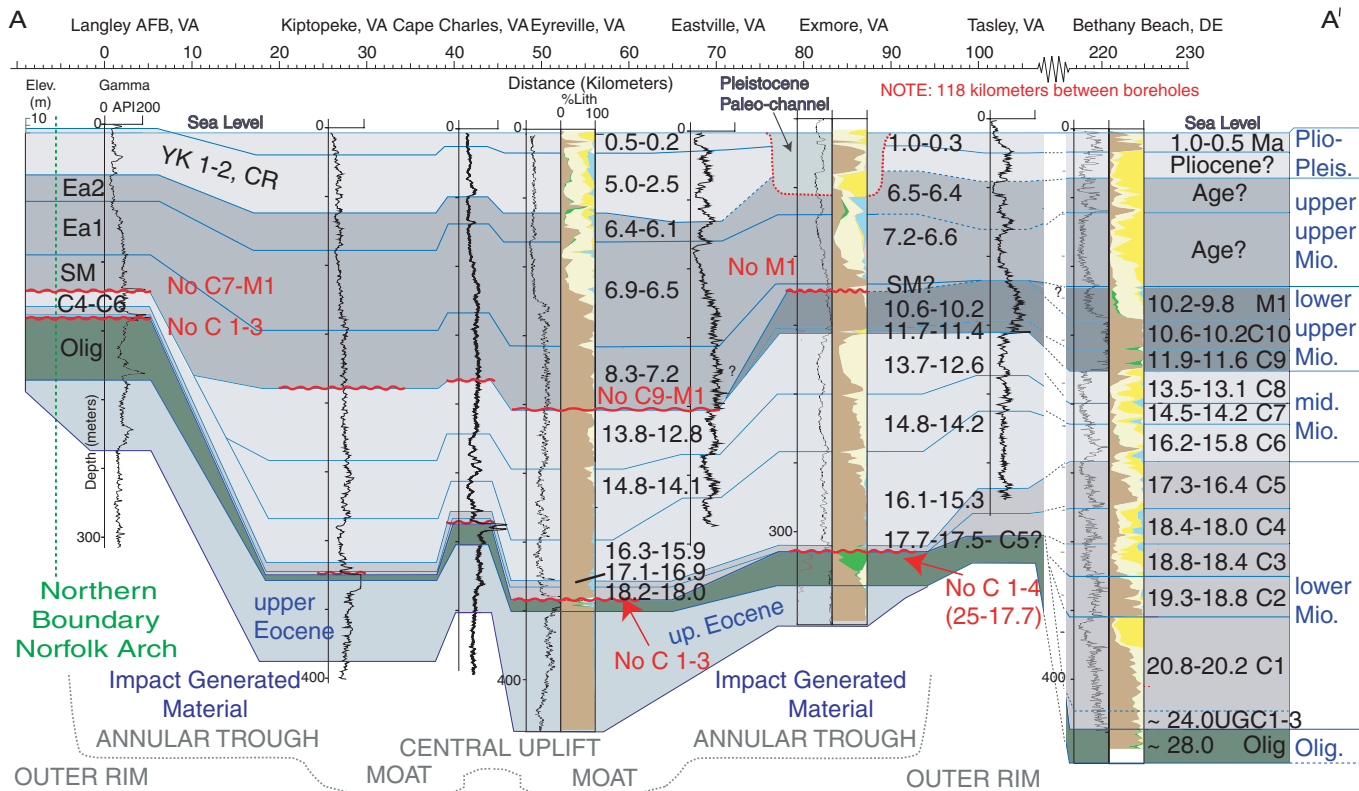 A
A'
Langley AFB, VA
Kiptopeke, VA
Cape Charles, VA
Eyreville, VA
Eastville, VA
Exmore, VA
Tasley, VA
Bethany Beach, DE
0
10
20
30
40
50
60
70
80
90
100
220
230
Distance (Kilometers)
Elev.
(m)
10
Gamma
0 API200
0
Sea Level
0
0
0
%Lith
0
100
0
Pleistocene
Paleo-channel
0
NOTE: 118 kilometers between boreholes
0
0
Sea Level
YK 1-2, CR
Ea2
Ea1
SM
No C7-M1
C4-C6
No C 1-3
Olig
Depth (meters)
300
Northern
Boundary
Norfolk Arch
upper
Eocene
400
0.5-0.2
5.0-2.5
6.4-6.1
6.9-6.5
8.3-7.2
No C9-M1
13.8-12.8
14.8-14.1
16.3-15.9
17.1-16.9
18.2-18.0
No C 1-3
up. Eocene
400
No M1
?
1.0-0.3
6.5-6.4
7.2-6.6
SM?
10.6-10.2
11.7-11.4
13.7-12.6
14.8-14.2
16.1-15.3
300
17.7-17.5- C5?
No C 1-4
(25-17.7)
?
1.0-0.5 Ma
Pliocene?
Age?
Age?
10.2-9.8 M1
10.6-10.2C10
11.9-11.6 C9
13.5-13.1 C8
14.5-14.2 C7
16.2-15.8 C6
17.3-16.4 C5
18.4-18.0 C4
18.8-18.4 C3
19.3-18.8 C2
20.8-20.2 C1
400
~ 24.0UGC1-3
~ 28.0 Olig
Plio-
Pleis.
upper
upper
Mio.
lower
upper
Mio.
mid.
Mio.
lower
Mio.
Olig.
Impact Generated
Material
Impact Generated
Material
ANNULAR TROUGH
CENTRAL UPLIFT
ANNULAR TROUGH
OUTER RIM
MOAT
MOAT
OUTER RIM